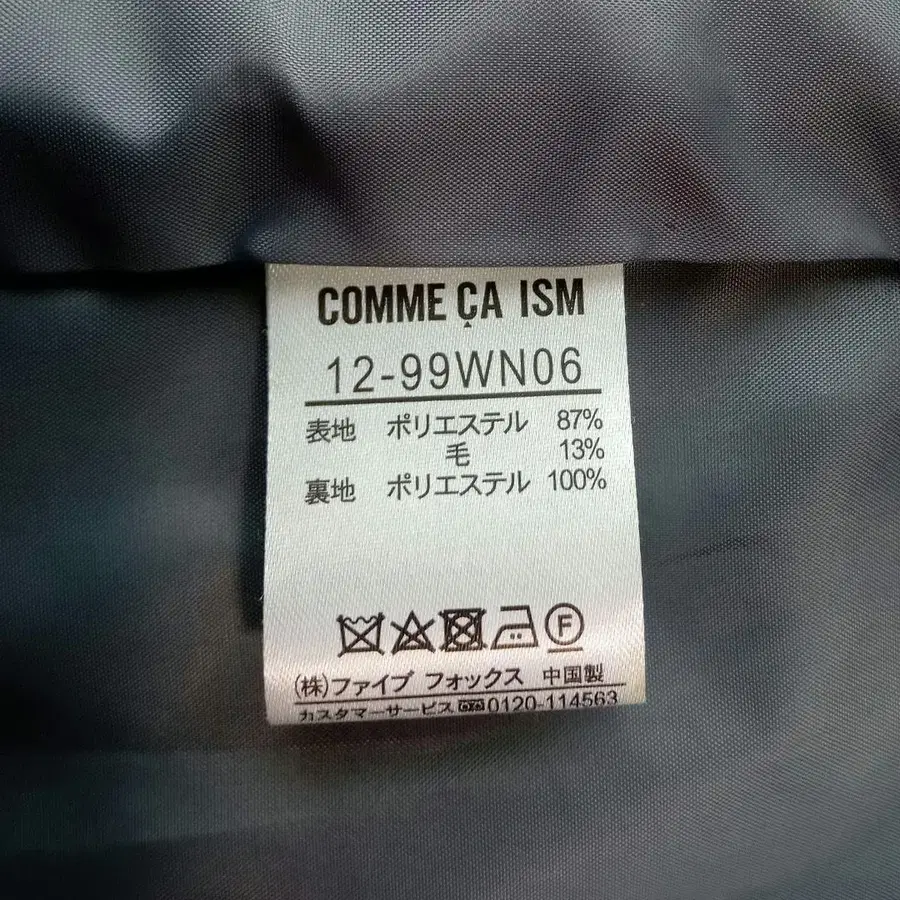 COMME ÇA ISM
12-99WN06
表地 ポリエステル 87%
毛 13%
裏地 ポリエステル 100%
F
(株)ファイブ フォックス 中国製
カスタマーサービス 0120-114563